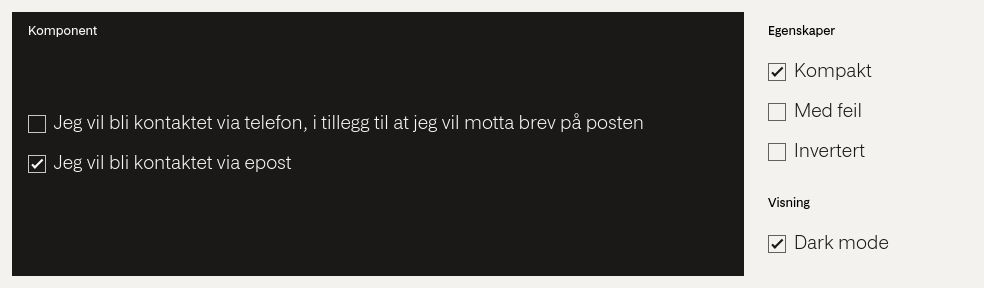 Komponent
Jeg vil bli kontaktet via telefon, i tillegg til at jeg vil motta brev på posten
Jeg vil bli kontaktet via epost
Egenskaper
Kompakt
Med feil
Invertert
Visning
Dark mode